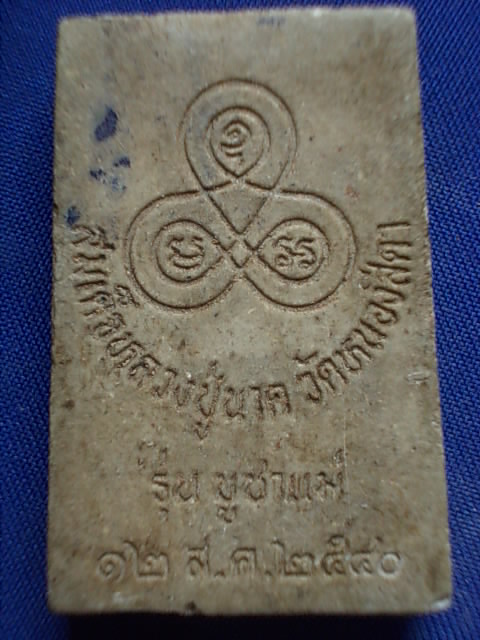 สมเด็จหลวงปู่นาค วัดหนองสีดา
รุ่น บูชาแม่
๑๒ ส.ค.๒๕๔๐